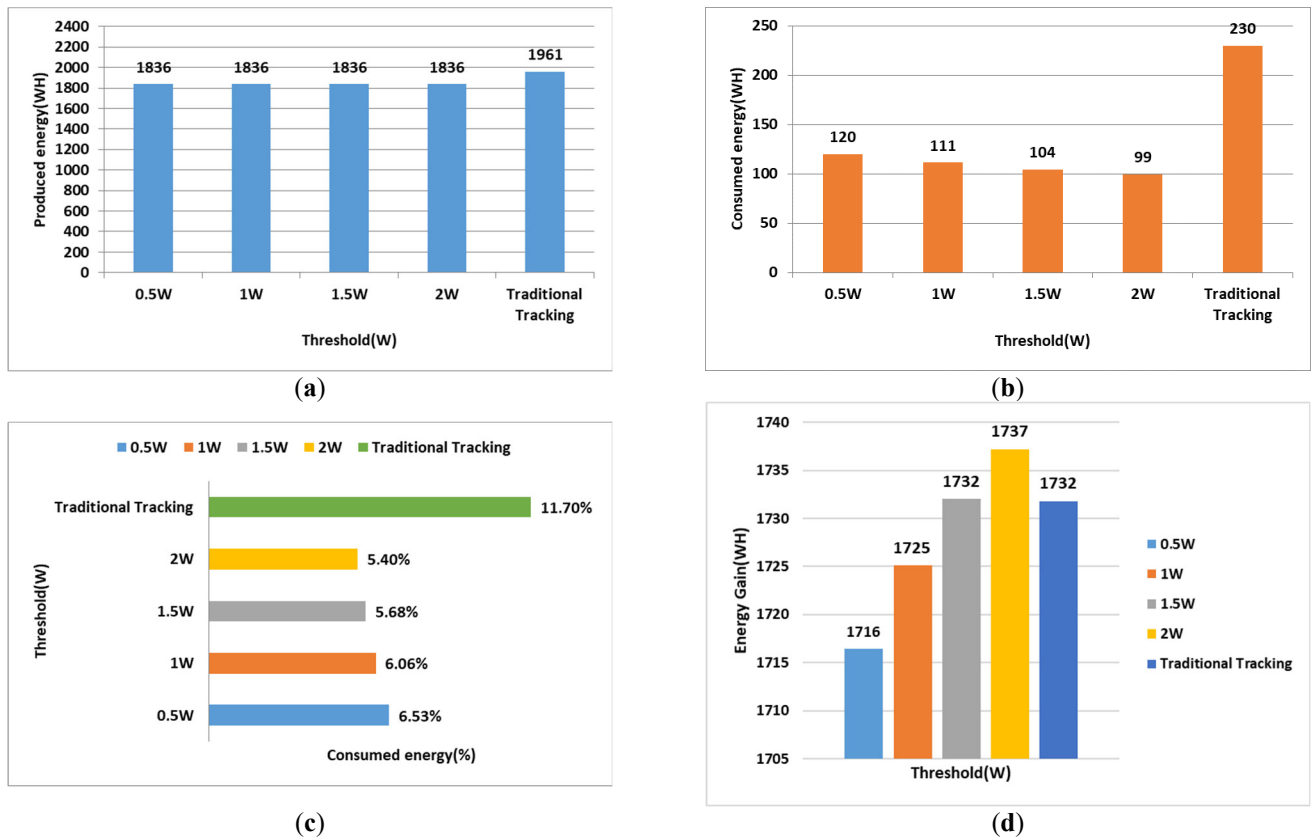 2400
2200
2000
1800
1600
1400
1200
1000
800
600
400
200
0
Produced energy(WH)
1836
1836
1836
1836
1961
0.5W
1W
1.5W
2W
Traditional
Tracking
Threshold(W)
(a)
250
200
150
100
50
0
Consumed energy(WH)
120
111
104
99
230
0.5W
1W
1.5W
2W
Traditional
Tracking
Threshold(W)
(b)
0.5W
1W
1.5W
2W
Traditional Tracking
Threshold(W)
Traditional Tracking
11.70%
2W
5.40%
1.5W
5.68%
1W
6.06%
0.5W
6.53%
Consumed energy(%)
(c)
1740
1735
1730
1725
1720
1715
1710
1705
Energy Gain(WH)
1716
1725
1732
1737
1732
Threshold(W)
0.5W
1W
1.5W
2W
Traditional Tracking
(d)